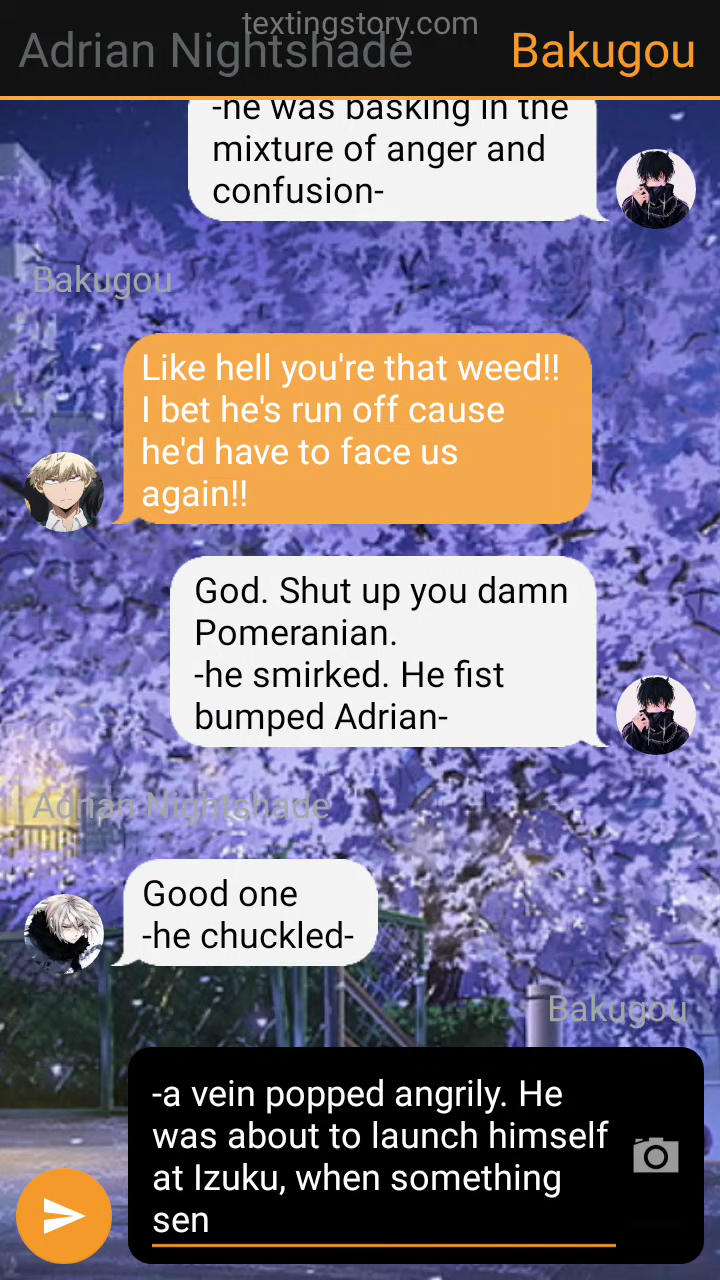 textingstory.com
Adrian Nightshade Bakugou
-he was basking in the
mixture of anger and
confusion-
Bakugou
Like hell you're that weed!!
I bet he's run off cause
he'd have to face us
again!!
God. Shut up you damn
Pomeranian.
-he smirked. He fist
bumped Adrian-
Adrian Nightshade
Good one
-he chuckled-
Bakugou
-a vein popped angrily. He
was about to launch himself
at Izuku, when something
sen